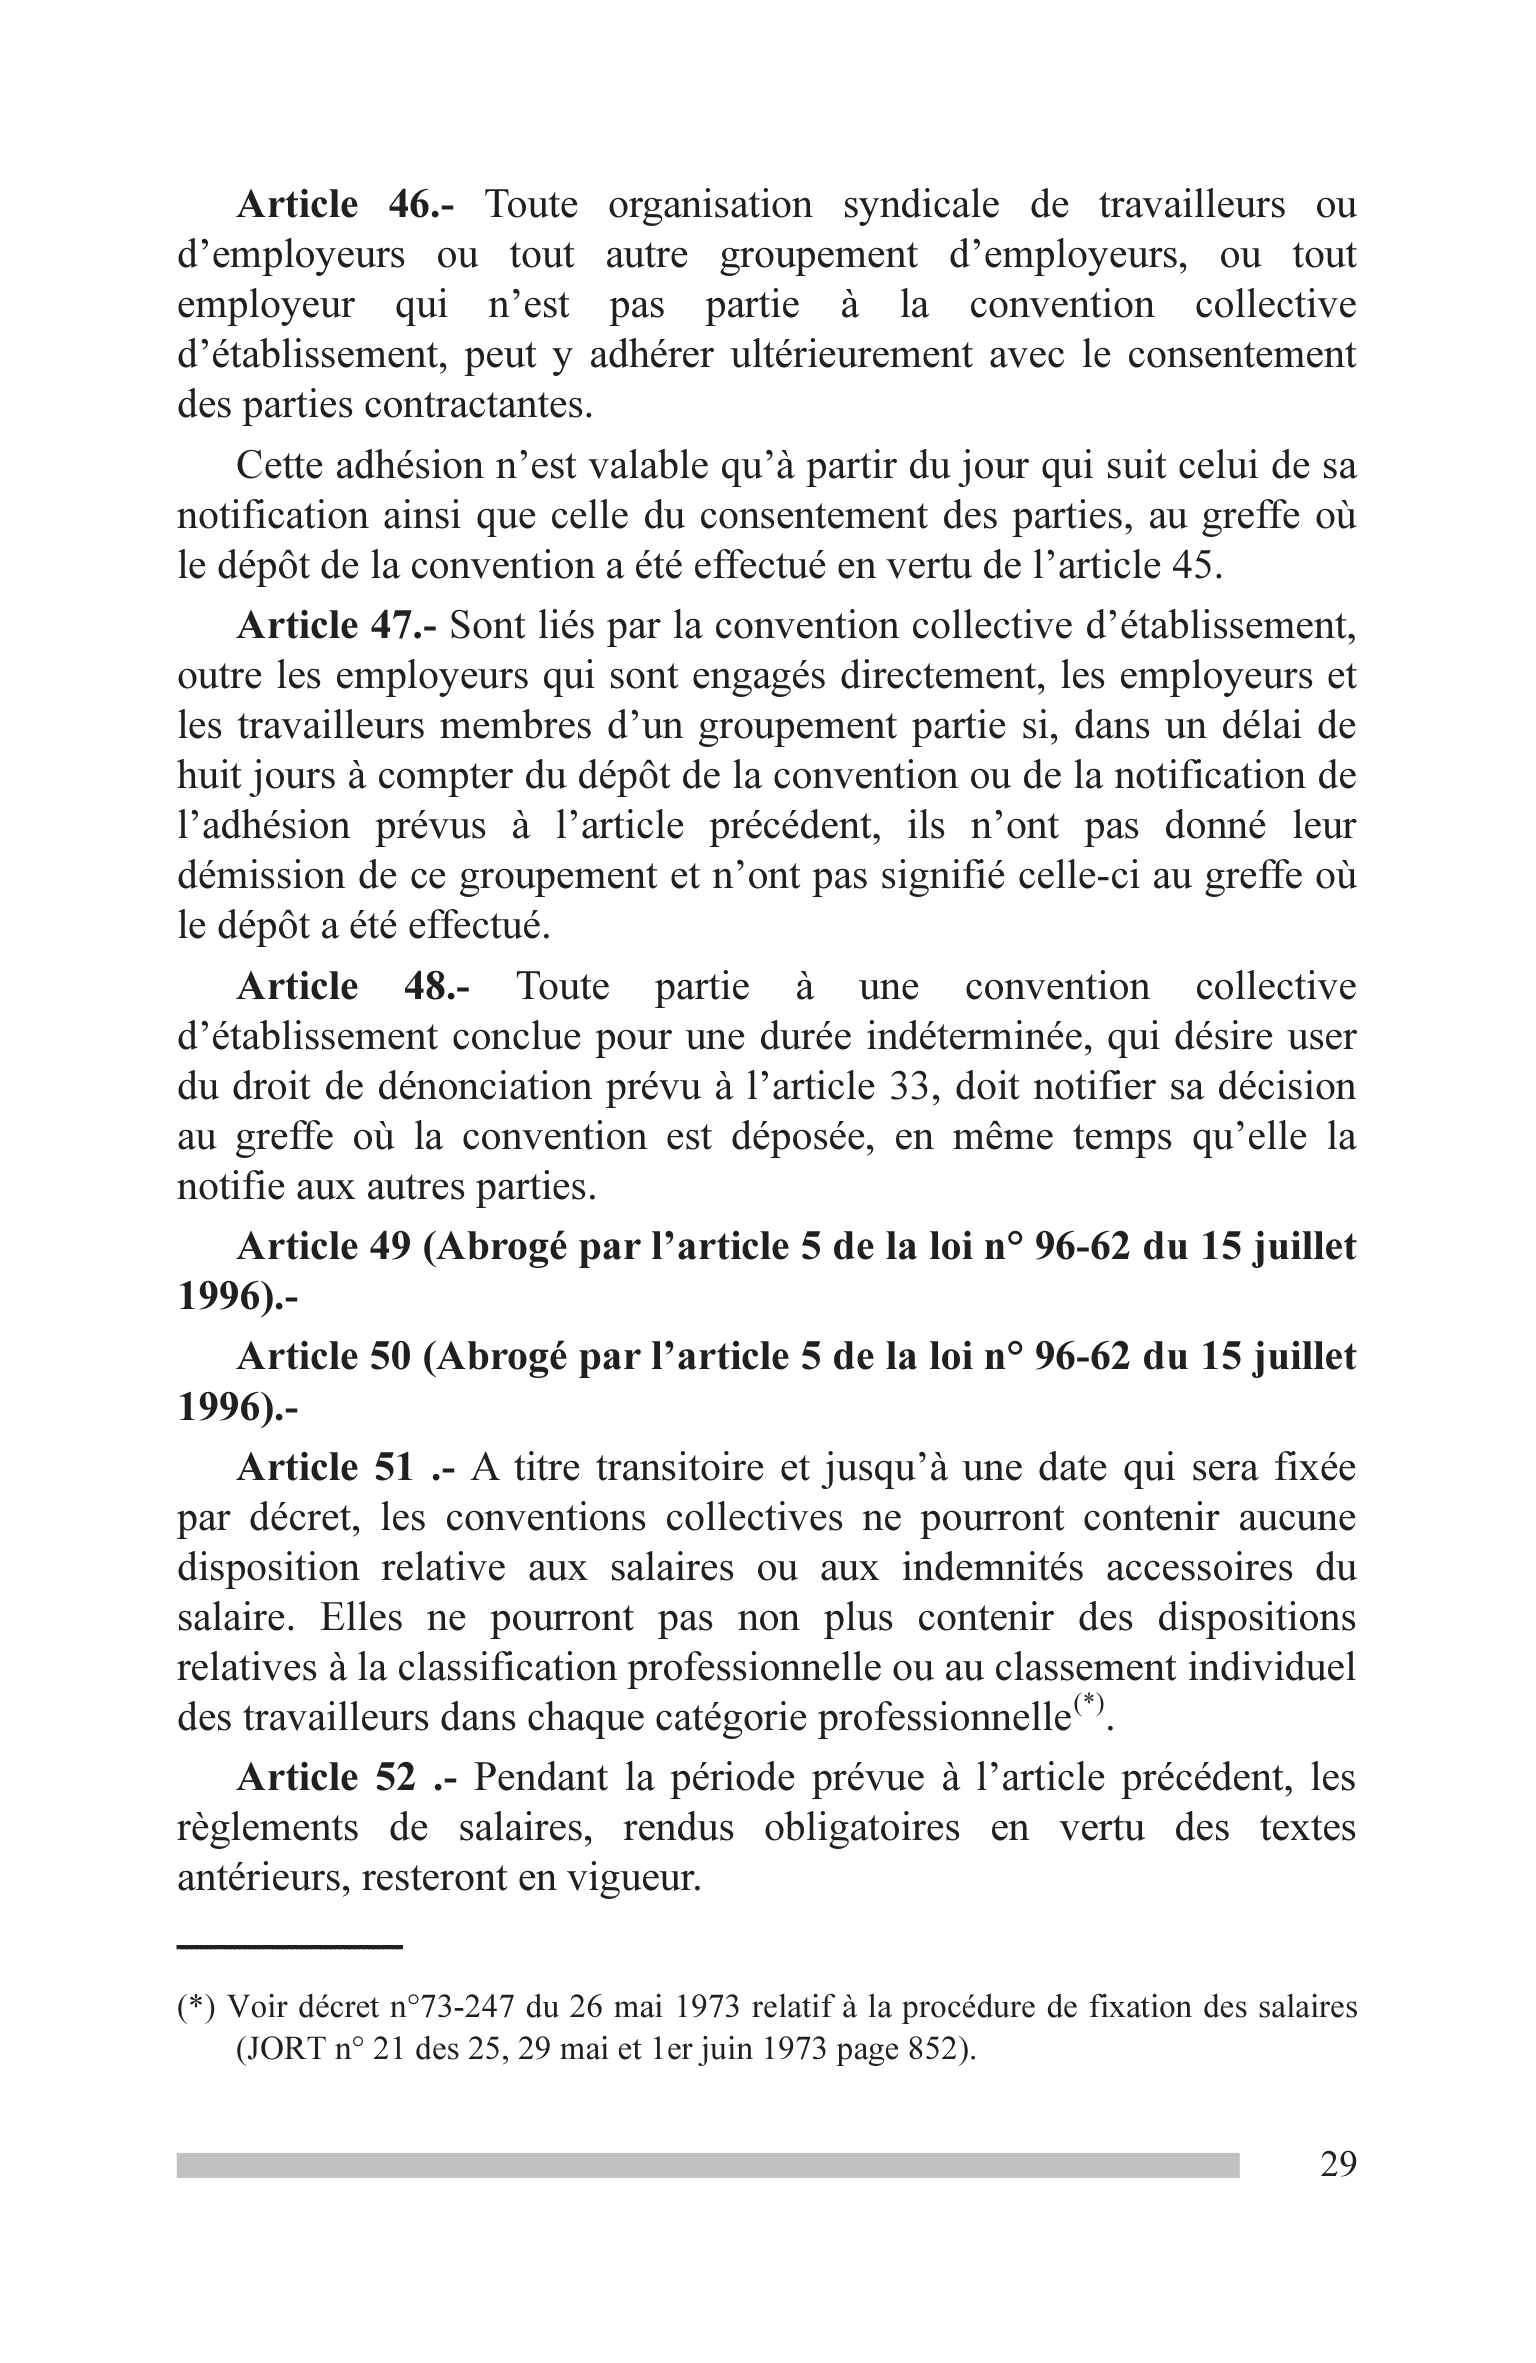 Article 46.- Toute organisation syndicale de travailleurs ou
d’employeurs ou tout autre groupement d’employeurs, ou tout
employeur qui n’est pas partie à la convention collective
d’établissement, peut y adhérer ultérieurement avec le consentement
des parties contractantes.
Cette adhésion n’est valable qu’à partir du jour qui suit celui de sa
notification ainsi que celle du consentement des parties, au greffe où
le dépôt de la convention a été effectué en vertu de l’article 45.
Article 47.- Sont liés par la convention collective d’établissement,
outre les employeurs qui sont engagés directement, les employeurs et
les travailleurs membres d’un groupement partie si, dans un délai de
huit jours à compter du dépôt de la convention ou de la notification de
l’adhésion prévus à l’article précédent, ils n’ont pas donné leur
démission de ce groupement et n’ont pas signifié celle-ci au greffe où
le dépôt a été effectué.
Article 48.- Toute partie à une convention collective
d’établissement conclue pour une durée indéterminée, qui désire user
du droit de dénonciation prévu à l’article 33, doit notifier sa décision
au greffe où la convention est déposée, en même temps qu’elle la
notifie aux autres parties.
Article 49 (Abrogé par l’article 5 de la loi n° 96-62 du 15 juillet
1996).-
Article 50 (Abrogé par l’article 5 de la loi n° 96-62 du 15 juillet
1996).-
Article 51 .- A titre transitoire et jusqu’à une date qui sera fixée
par décret, les conventions collectives ne pourront contenir aucune
disposition relative aux salaires ou aux indemnités accessoires du
salaire. Elles ne pourront pas non plus contenir des dispositions
relatives à la classification professionnelle ou au classement individuel
des travailleurs dans chaque catégorie professionnelle(*).
Article 52 .- Pendant la période prévue à l’article précédent, les
règlements de salaires, rendus obligatoires en vertu des textes
antérieurs, resteront en vigueur.
(*) Voir décret n°73-247 du 26 mai 1973 relatif à la procédure de fixation des salaires
(JORT n° 21 des 25, 29 mai et 1er juin 1973 page 852).
29